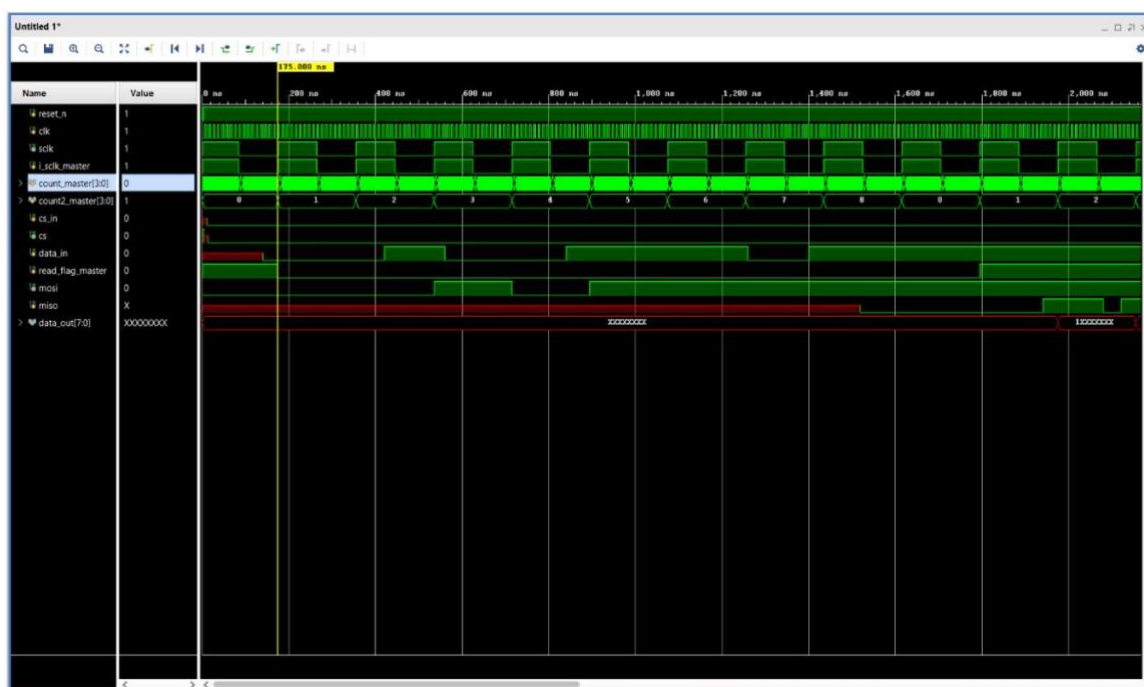 Untitled 1*
175.000 ns
Name Value
0 ns 200 ns 400 ns 600 ns 800 ns 1,000 ns 1,200 ns 1,400 ns 1,600 ns 1,800 ns 2,000 ns
reset_n 1
clk 1
sclk 1
i_sclk_master 1
count_master[3:0] 0
count2_master[3:0] 1 0 1 2 3 4 5 6 7 8 0 1 2
cs_in 0
cs 0
data_in 0
read_flag_master 0
mosi 0
miso X
data_out[7:0] XXXXXXXX XXXXXXXX 1XXXXXXX